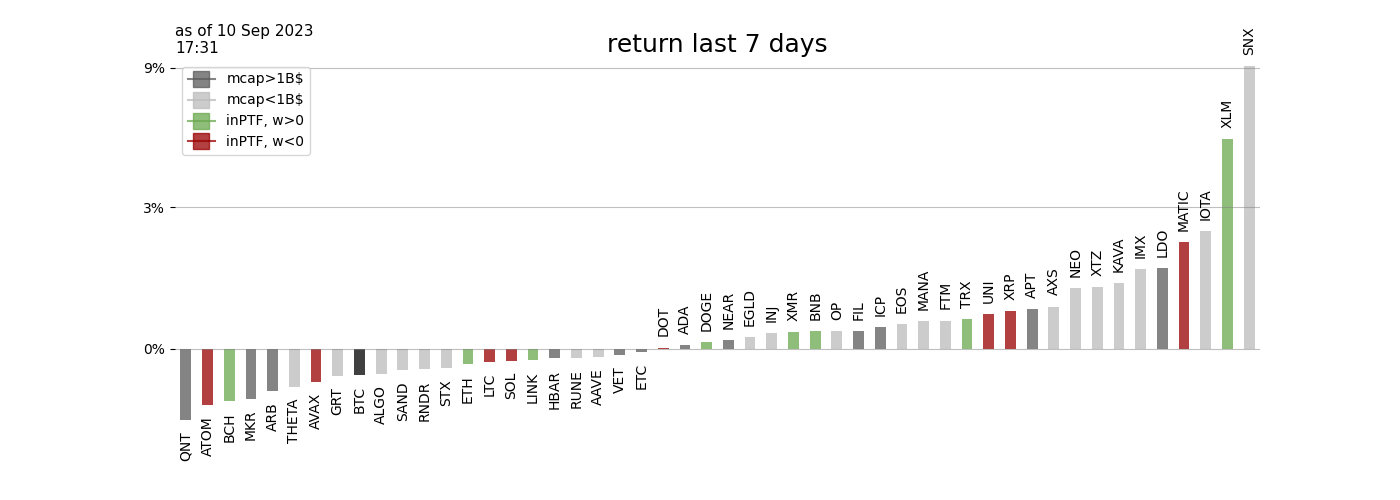 as of 10 Sep 2023
17:31
return last 7 days
9%
3%
0%
mcap>1B$
mcap<1B$
inPTF, w>0
inPTF, w<0
QNT
ATOM
BCH
MKR
ARB
THETA
AVAX
GRT
BTC
ALGO
SAND
RNDR
STX
ETH
LTC
SOL
LINK
HBAR
RUNE
AAVE
VET
ETC
DOT
ADA
DOGE
NEAR
EGLD
INJ
XMR
BNB
OP
FIL
ICP
EOS
MANA
FTM
TRX
UNI
XRP
APT
AXS
NEO
XTZ
KAVA
IMX
LDO
MATIC
IOTA
XLM
SNX